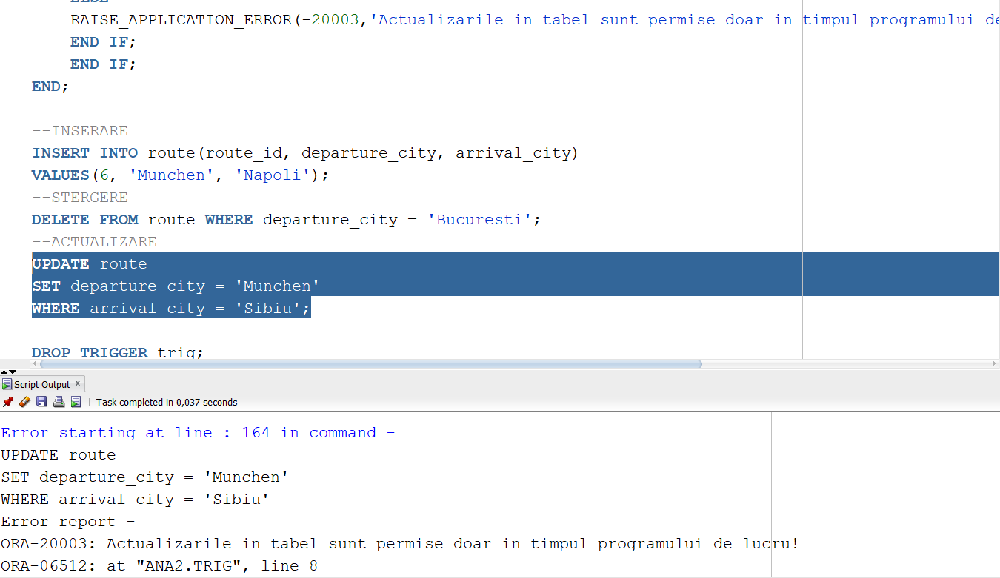 ELSE
RAISE_APPLICATION_ERROR(-20003,'Actualizarile in tabel sunt permise doar in timpul programului de
END IF;
END IF;
END;
--INSERARE
INSERT INTO route(route_id, departure_city, arrival_city)
VALUES(6, 'Munchen', 'Napoli');
--STERGERE
DELETE FROM route WHERE departure_city = 'Bucuresti';
--ACTUALIZARE
UPDATE route
SET departure_city = 'Munchen'
WHERE arrival_city = 'Sibiu';
DROP TRIGGER trig;
Script Output x
Task completed in 0,037 seconds
Error starting at line : 164 in command -
UPDATE route
SET departure_city = 'Munchen'
WHERE arrival_city = 'Sibiu'
Error report -
ORA-20003: Actualizarile in tabel sunt permise doar in timpul programului de lucru!
ORA-06512: at "ANA2.TRIG", line 8